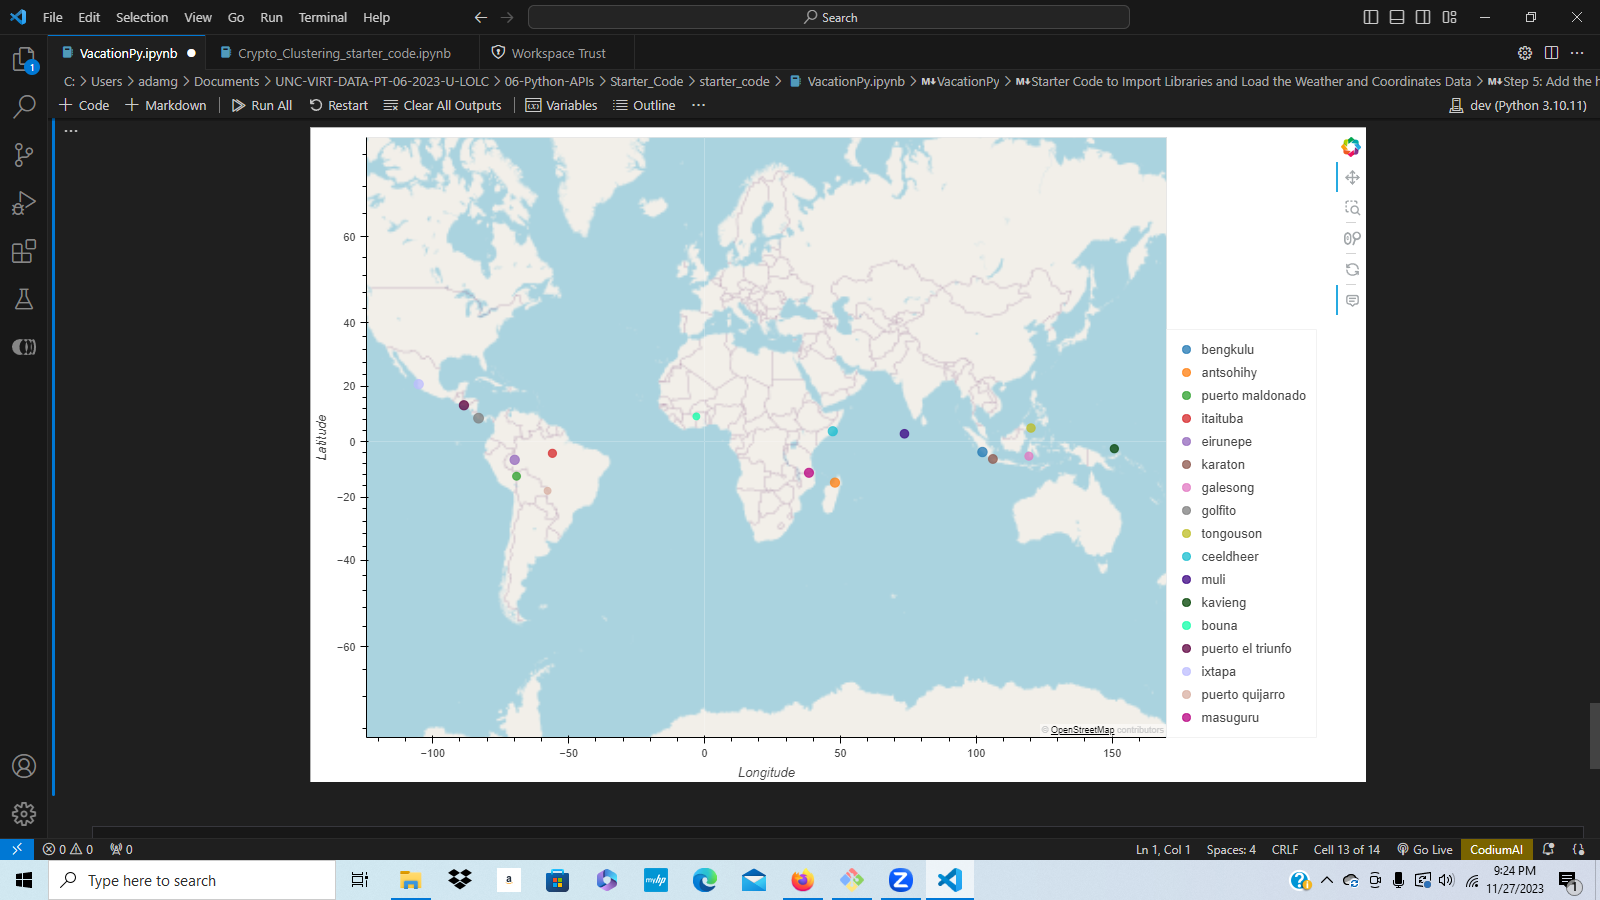 File Edit Selection View Go Run Terminal Help
Search
VacationPy.ipynb
Crypto_Clustering_starter_code.ipynb
Workspace Trust
C: > Users > adamg > Documents > UNC-VIRT-DATA-PT-06-2023-U-LOLC > 06-Python-APIs > Starter_Code > starter_code > VacationPy.ipynb > M↓VacationPy > M↓Starter Code to Import Libraries and Load the Weather and Coordinates Data > M↓Step 5: Add the h
+ Code + Markdown Run All Restart Clear All Outputs Variables Outline ...
dev (Python 3.10.11)
60
40
20
0
−20
−40
−60
Latitude
−100
−50
0
50
100
150
Longitude
© OpenStreetMap contributors
bengkulu
antsohihy
puerto maldonado
itaituba
eirunepe
karaton
galesong
golfito
tongouson
ceeldheer
muli
kavieng
bouna
puerto el triunfo
ixtapa
puerto quijarro
masuguru
1
0 0 0
Ln 1, Col 1 Spaces: 4 CRLF Cell 13 of 14 Go Live CodiumAI
Type here to search
a
myhp
9:24 PM
11/27/2023
1